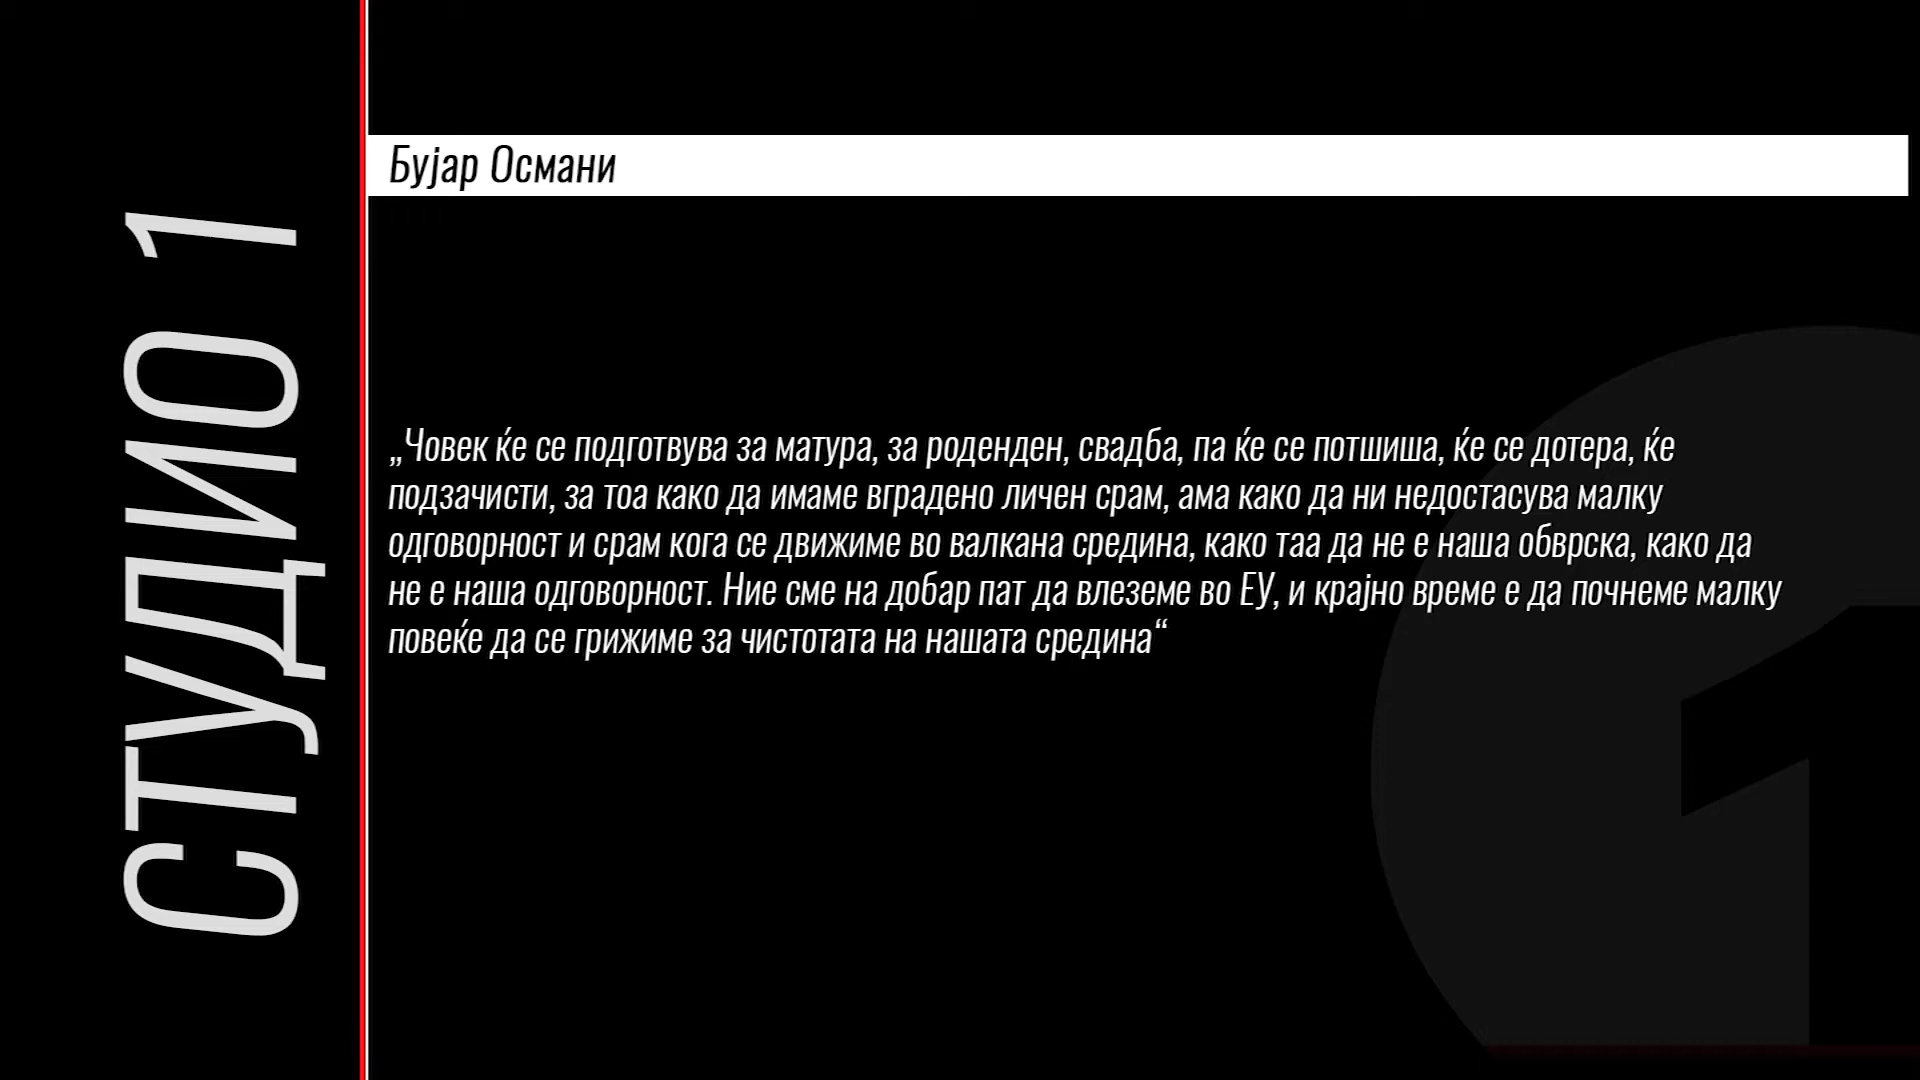 СТУДИО 1
Бујар Османи
„Човек ќе се подготвува за матура, за роденден, свадба, па ќе се потшиша, ќе се дотера, ќе
подзачисти, за тоа како да имаме вградено личен срам, ама како да ни недостасува малку
одговорност и срам кога се движиме во валкана средина, како таа да не е наша обврска, како да
не е наша одговорност. Ние сме на добар пат да влеземе во ЕУ, и крајно време е да почнеме малку
повеќе да се грижиме за чистотата на нашата средина“
1